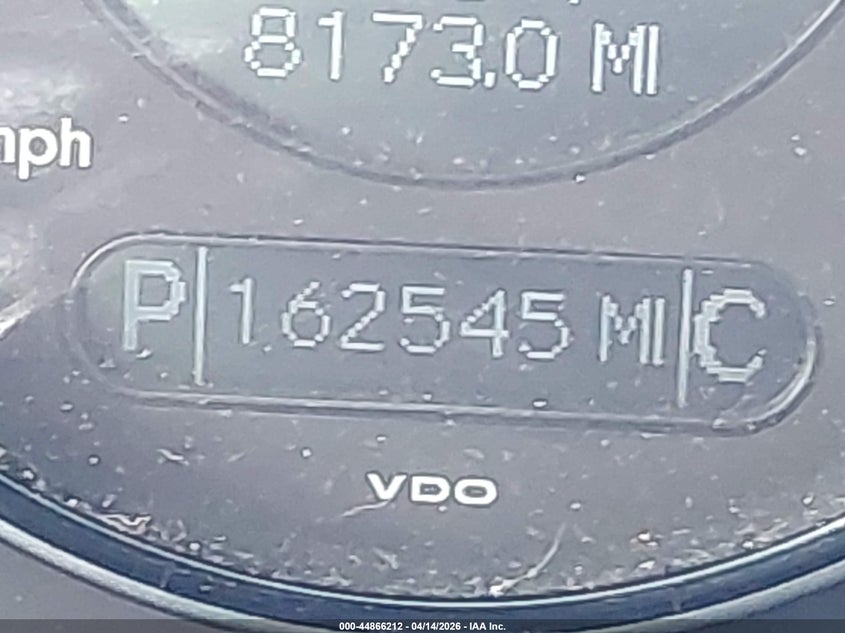 8173.0 MI
mph
P 162545 MI C
VDO
000-44866212 - 04/14/2026 - IAA Inc.